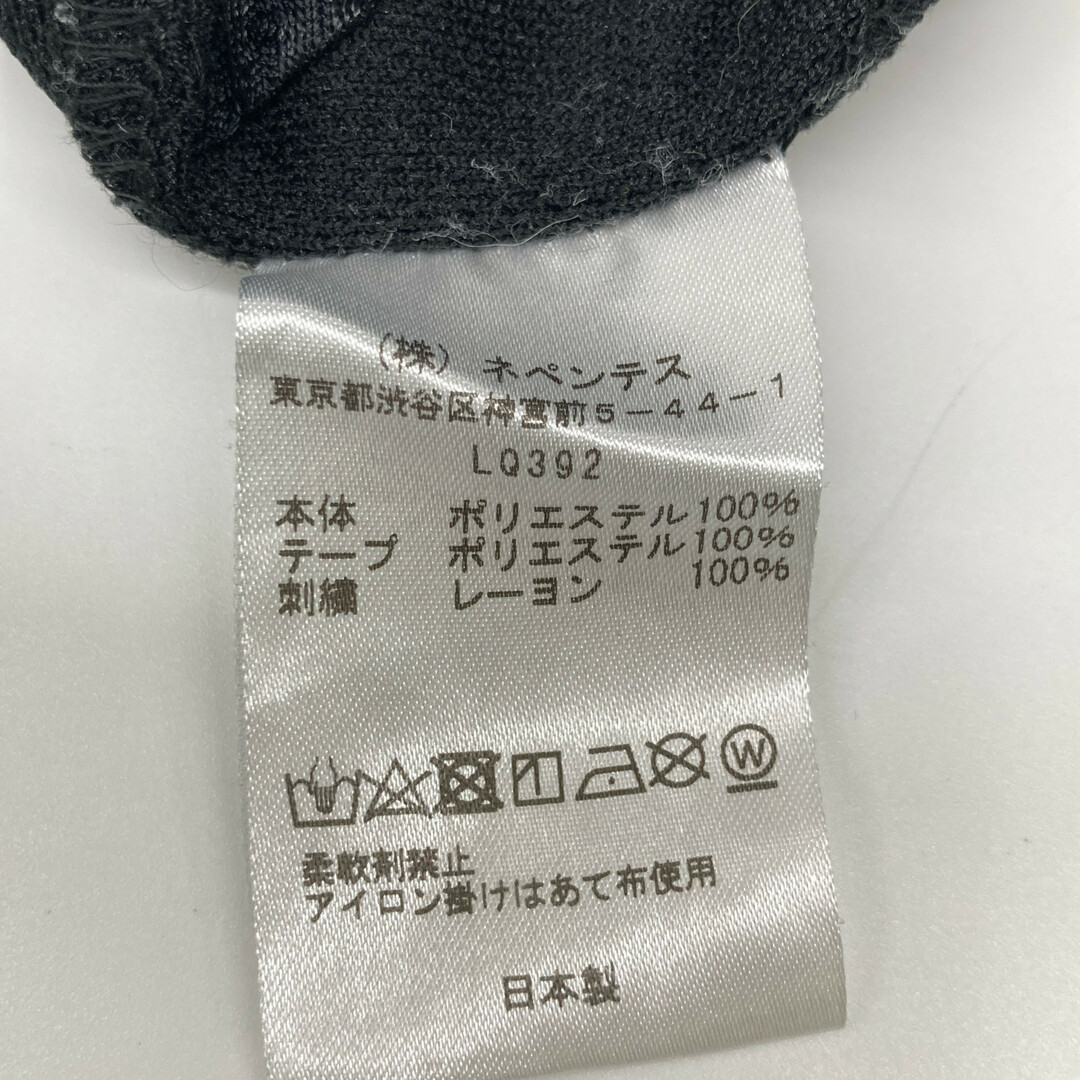 (株) ネペンテス
東京都渋谷区神宮前5-44-1
LQ392
本体 ポリエステル100%
テープ ポリエステル100%
刺繍 レーヨン 100%
W
柔軟剤禁止
アイロン掛けはあて布使用
日本製